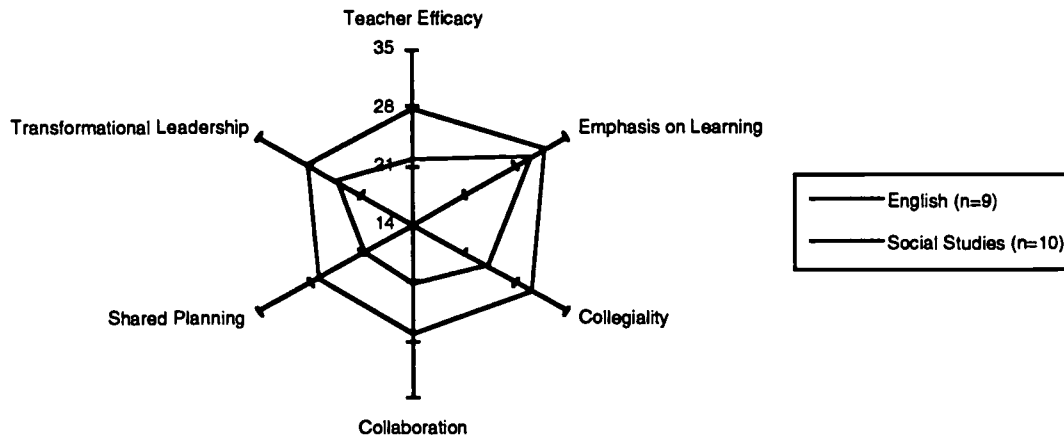 Teacher Efficacy
35
28
21
14
Transformational Leadership
Emphasis on Learning
Shared Planning
Collegiality
Collaboration
English (n=9)
Social Studies (n=10)